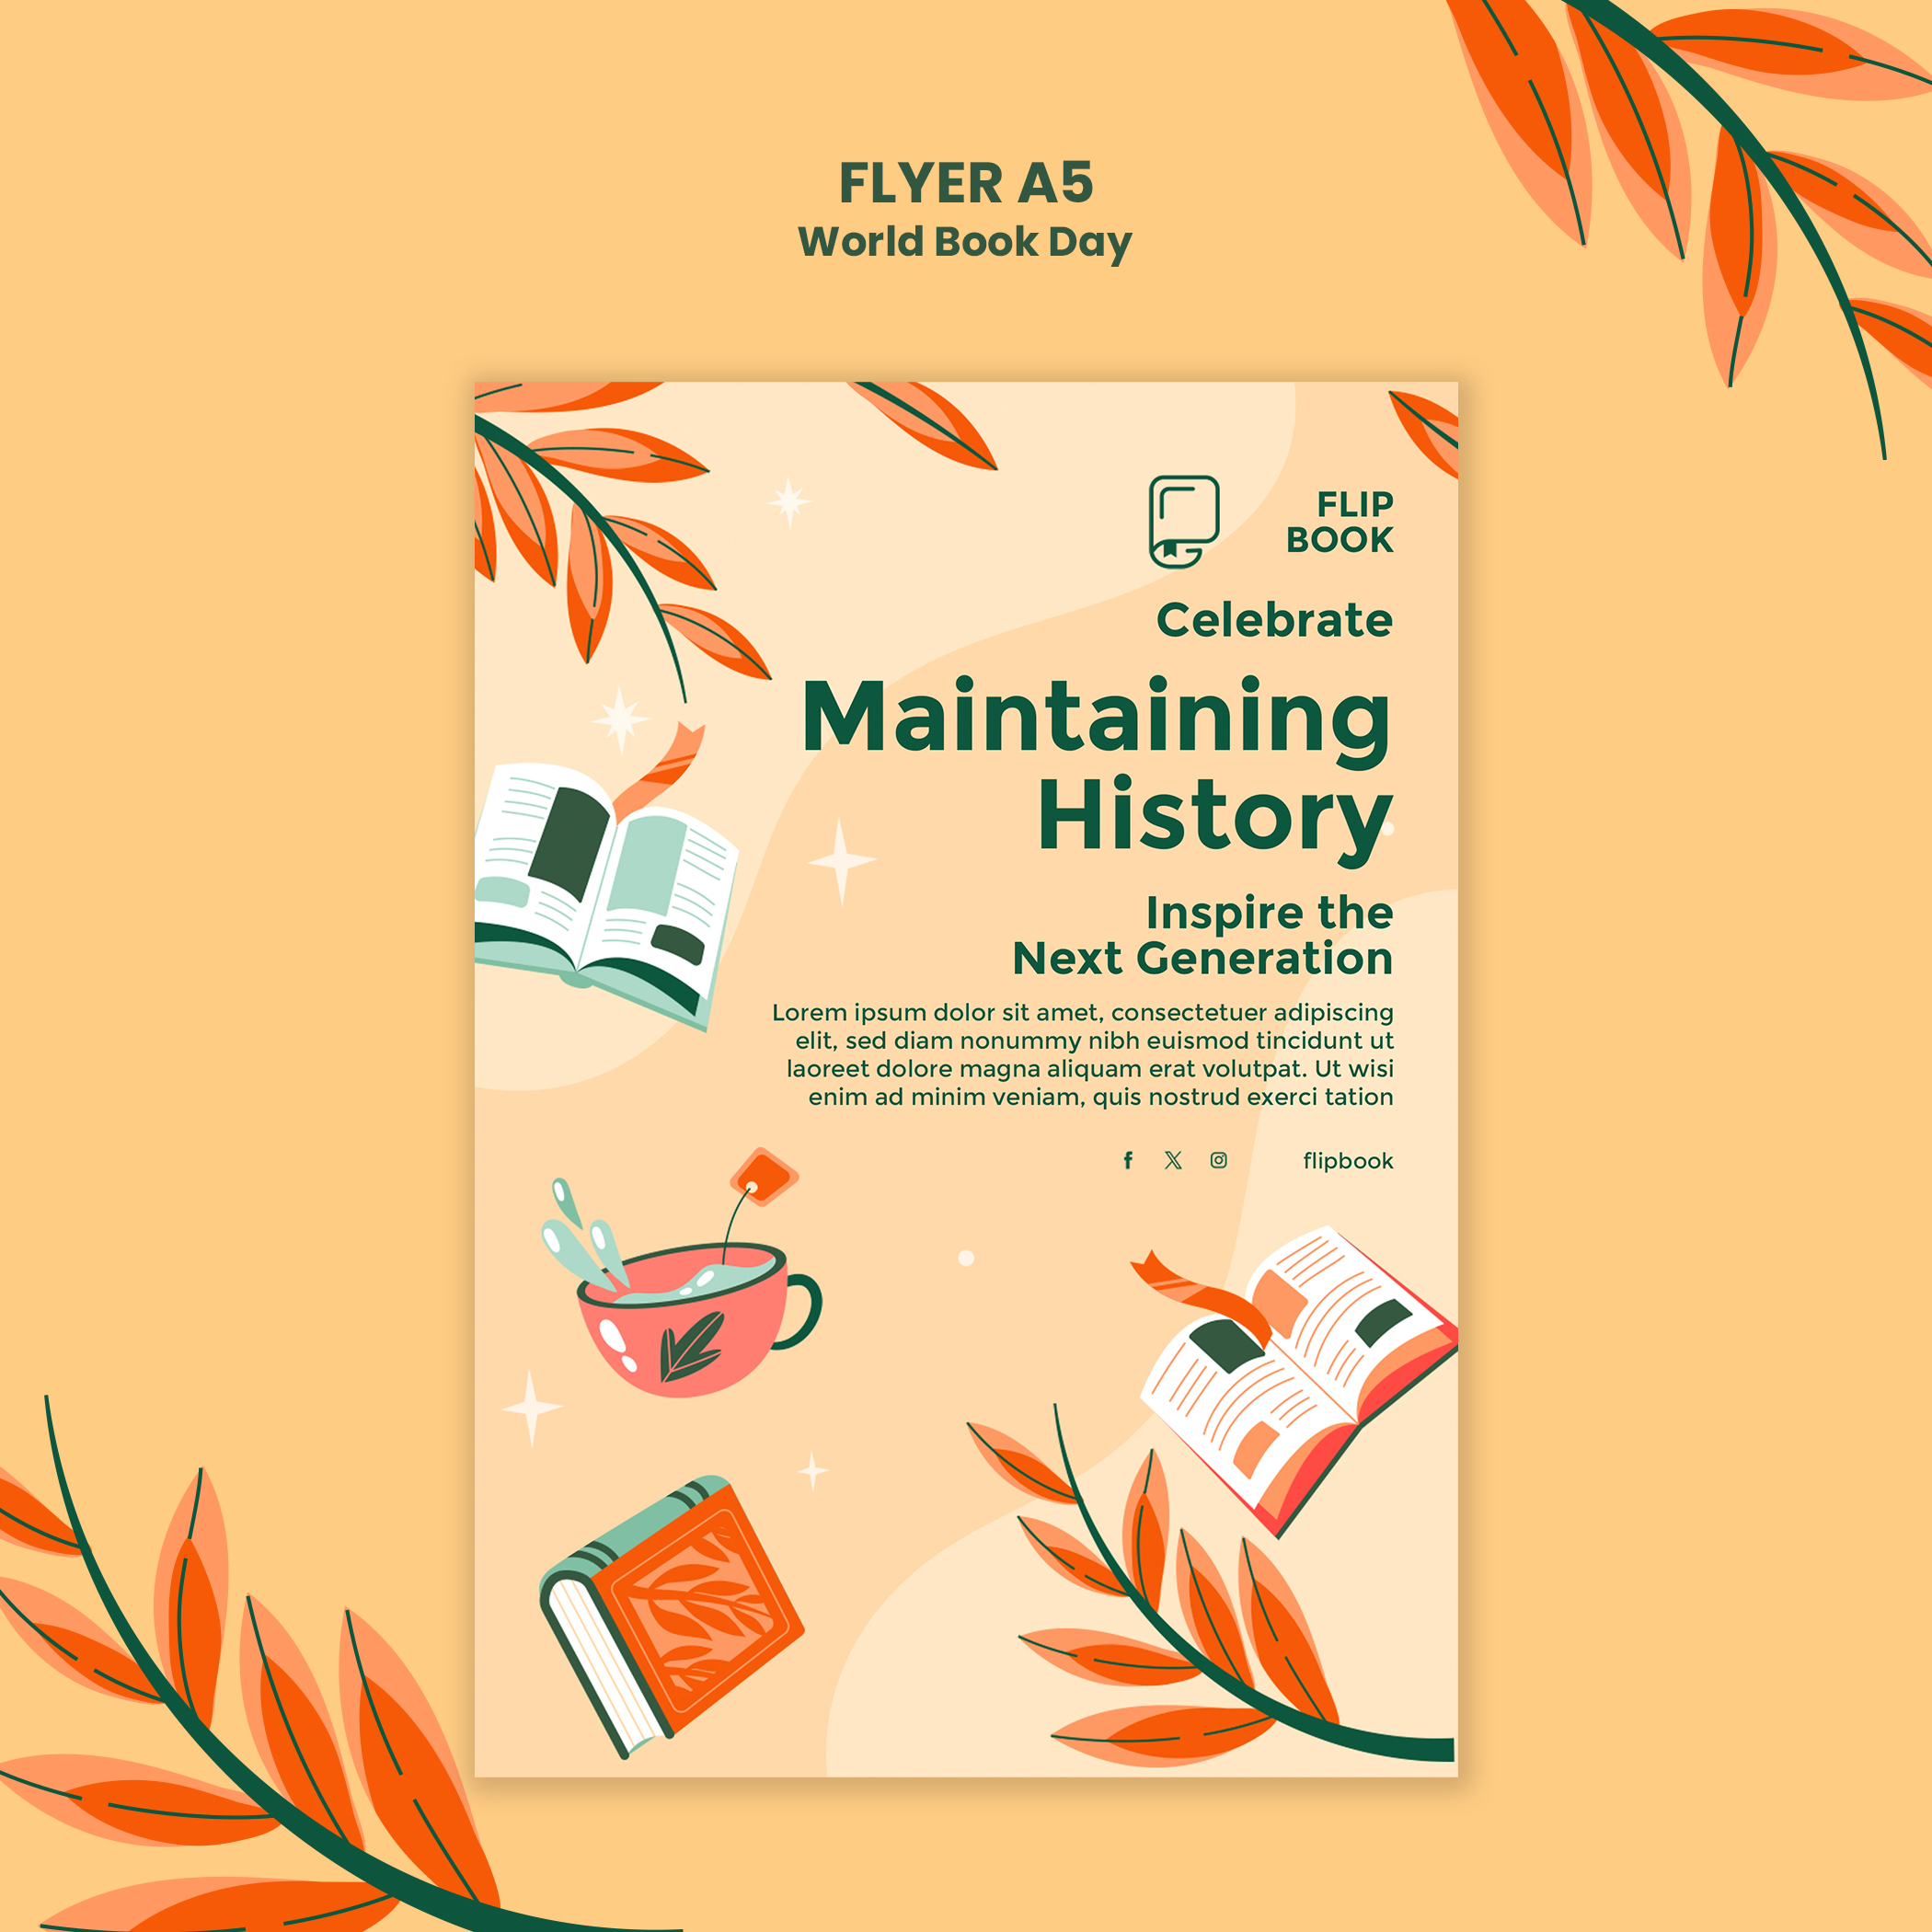 FLYER A5
World Book Day
FLIP
BOOK
Celebrate
Maintaining
History
Inspire the
Next Generation
Lorem ipsum dolor sit amet, consectetuer adipiscing
elit, sed diam nonummy nibh euismod tincidunt ut
laoreet dolore magna aliquam erat volutpat. Ut wisi
enim ad minim veniam, quis nostrud exerci tation
flipbook